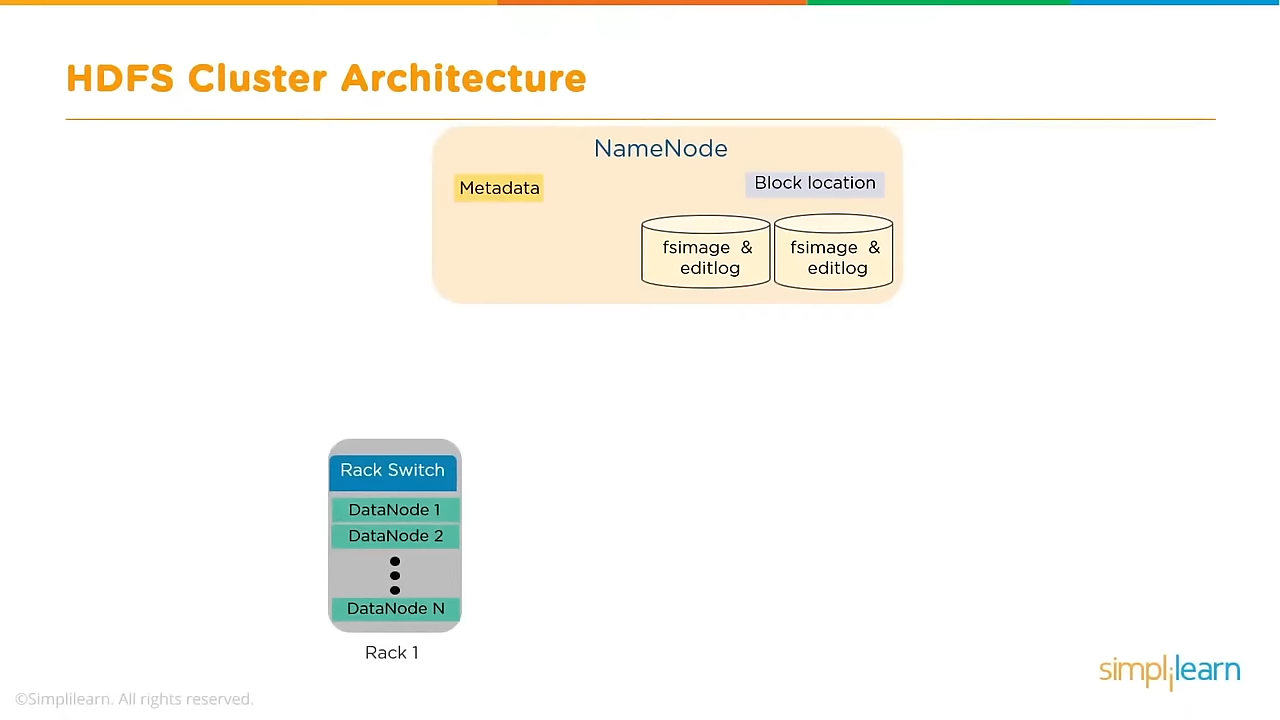 HDFS Cluster Architecture
NameNode
Metadata
Block location
fsimage &
editlog
fsimage &
editlog
Rack Switch
DataNode 1
DataNode 2
DataNode N
Rack 1
simplilearn
©Simplilearn. All rights reserved.